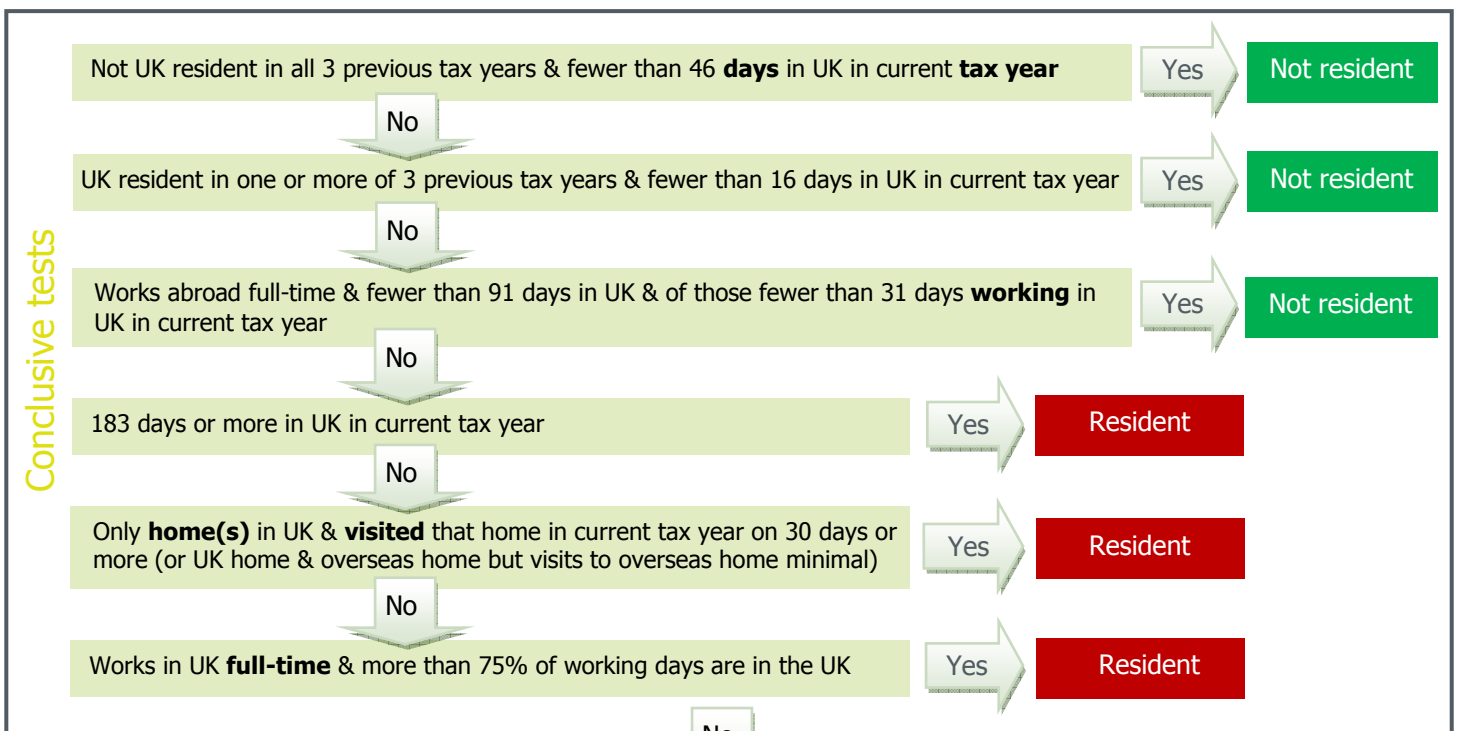 Not UK resident in all 3 previous tax years & fewer than 46 days in UK in current tax year
Yes
Not resident
No
UK resident in one or more of 3 previous tax years & fewer than 16 days in UK in current tax year
Yes
Not resident
No
Works abroad full-time & fewer than 91 days in UK & of those fewer than 31 days working in
UK in current tax year
Yes
Not resident
No
Conclusive tests
183 days or more in UK in current tax year
Yes
Resident
No
Only home(s) in UK & visited that home in current tax year on 30 days or
more (or UK home & overseas home but visits to overseas home minimal)
Yes
Resident
No
Works in UK full-time & more than 75% of working days are in the UK
Yes
Resident
No